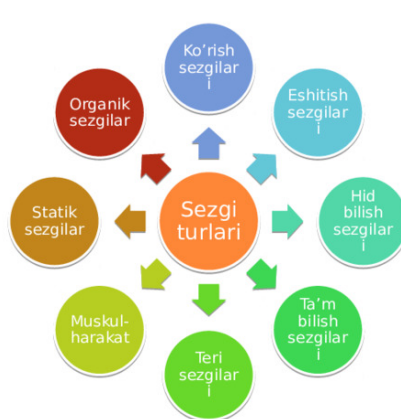 Ko’rish
sezgilar
i
Eshitish
sezgilar
i
Hid
bilish
sezgilar
i
Ta’m
bilish
sezgilar
i
Teri
sezgilar
i
Muskul-
harakat
Statik
sezgilar
Organik
sezgilar
Sezgi
turlari